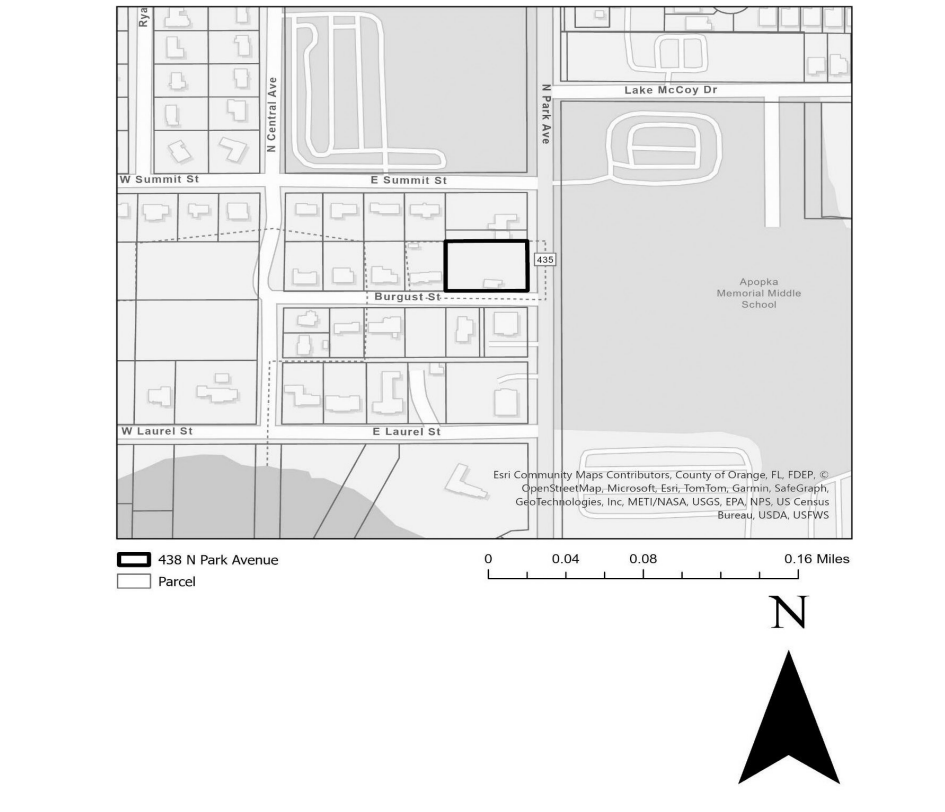 Rya
N Central Ave
N Park Ave
Lake McCoy Dr
W Summit St
E Summit St
435
Apopka
Memorial Middle
School
Burgust St
W Laurel St
E Laurel St
Esri Community Maps Contributors, County of Orange, FL, FDEP, ©
OpenStreetMap, Microsoft, Esri, TomTom, Garmin, SafeGraph,
GeoTechnologies, Inc, METI/NASA, USGS, EPA, NPS, US Census
Bureau, USDA, USFWS
438 N Park Avenue
Parcel
0 0.04 0.08 0.16 Miles
N